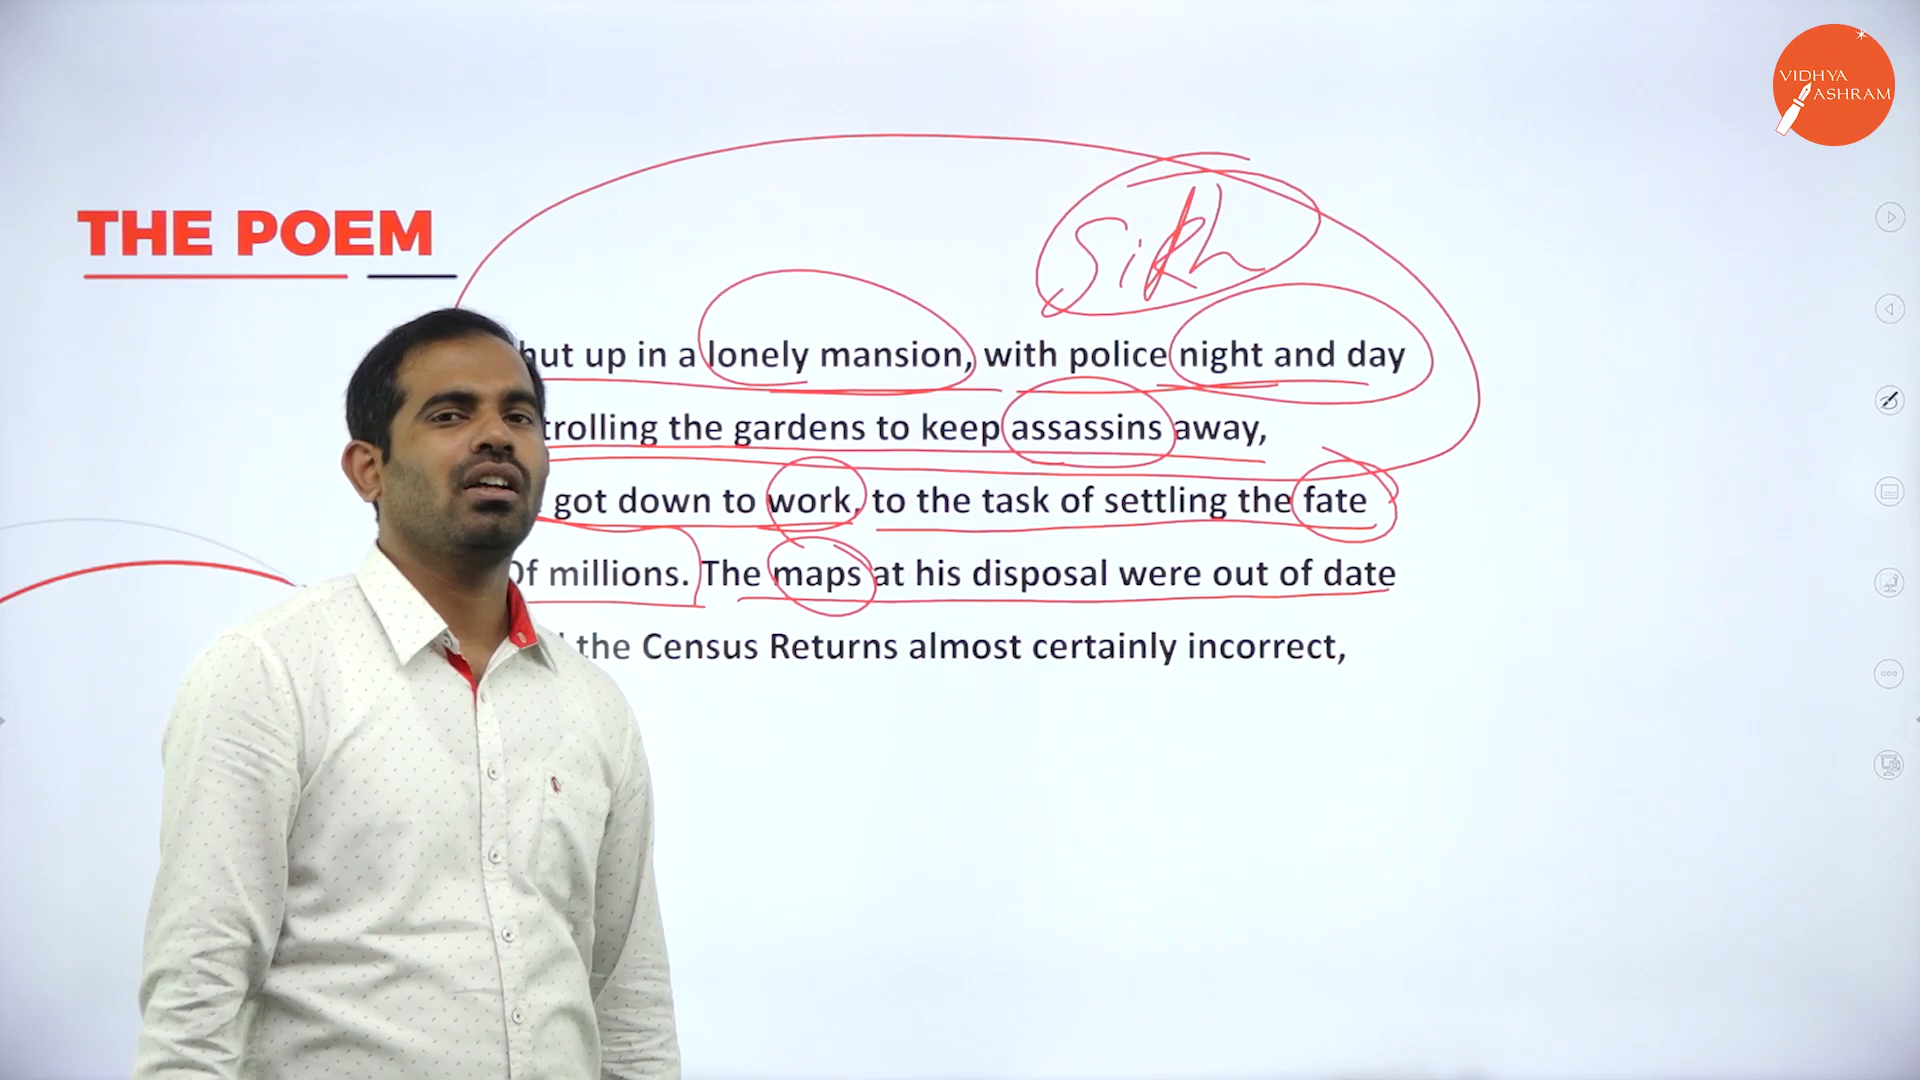 VIDHYA
ASHRAM
THE POEM
Sikh
hut up in a lonely mansion, with police night and day
trolling the gardens to keep assassins away,
got down to work, to the task of settling the fate
Of millions. The maps at his disposal were out of date
the Census Returns almost certainly incorrect,